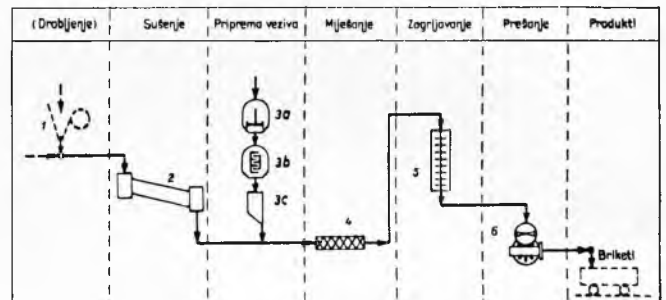 (Drobljenje)
Sušenje
Priprema veziva
Miješanje
Zagrijavanje
Prešanje
Produkti
1
2
3a
3b
3c
4
5
6
Briketi